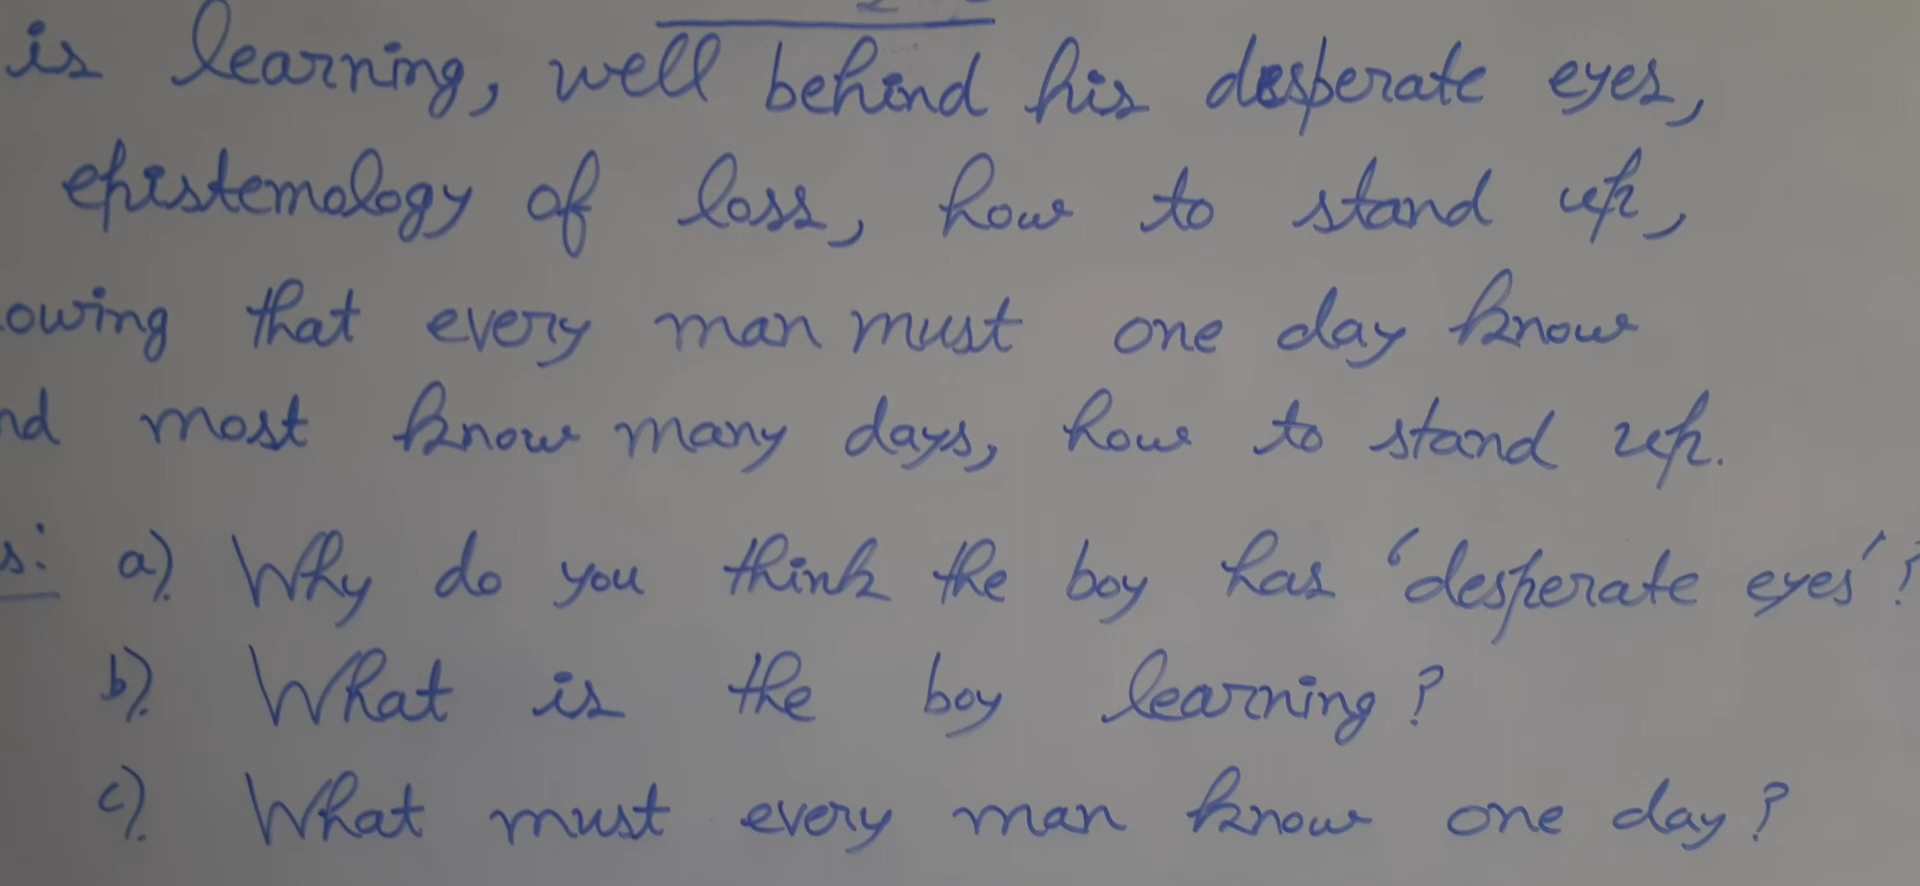 is learning, well behind his desperate eyes,
epistemology of loss, how to stand up,
owing that every man must one day know
nd most know many days, how to stand up.
s: a). Why do you think the boy has 'desperate eyes'?
b). What is the boy learning?
c). What must every man know one day?